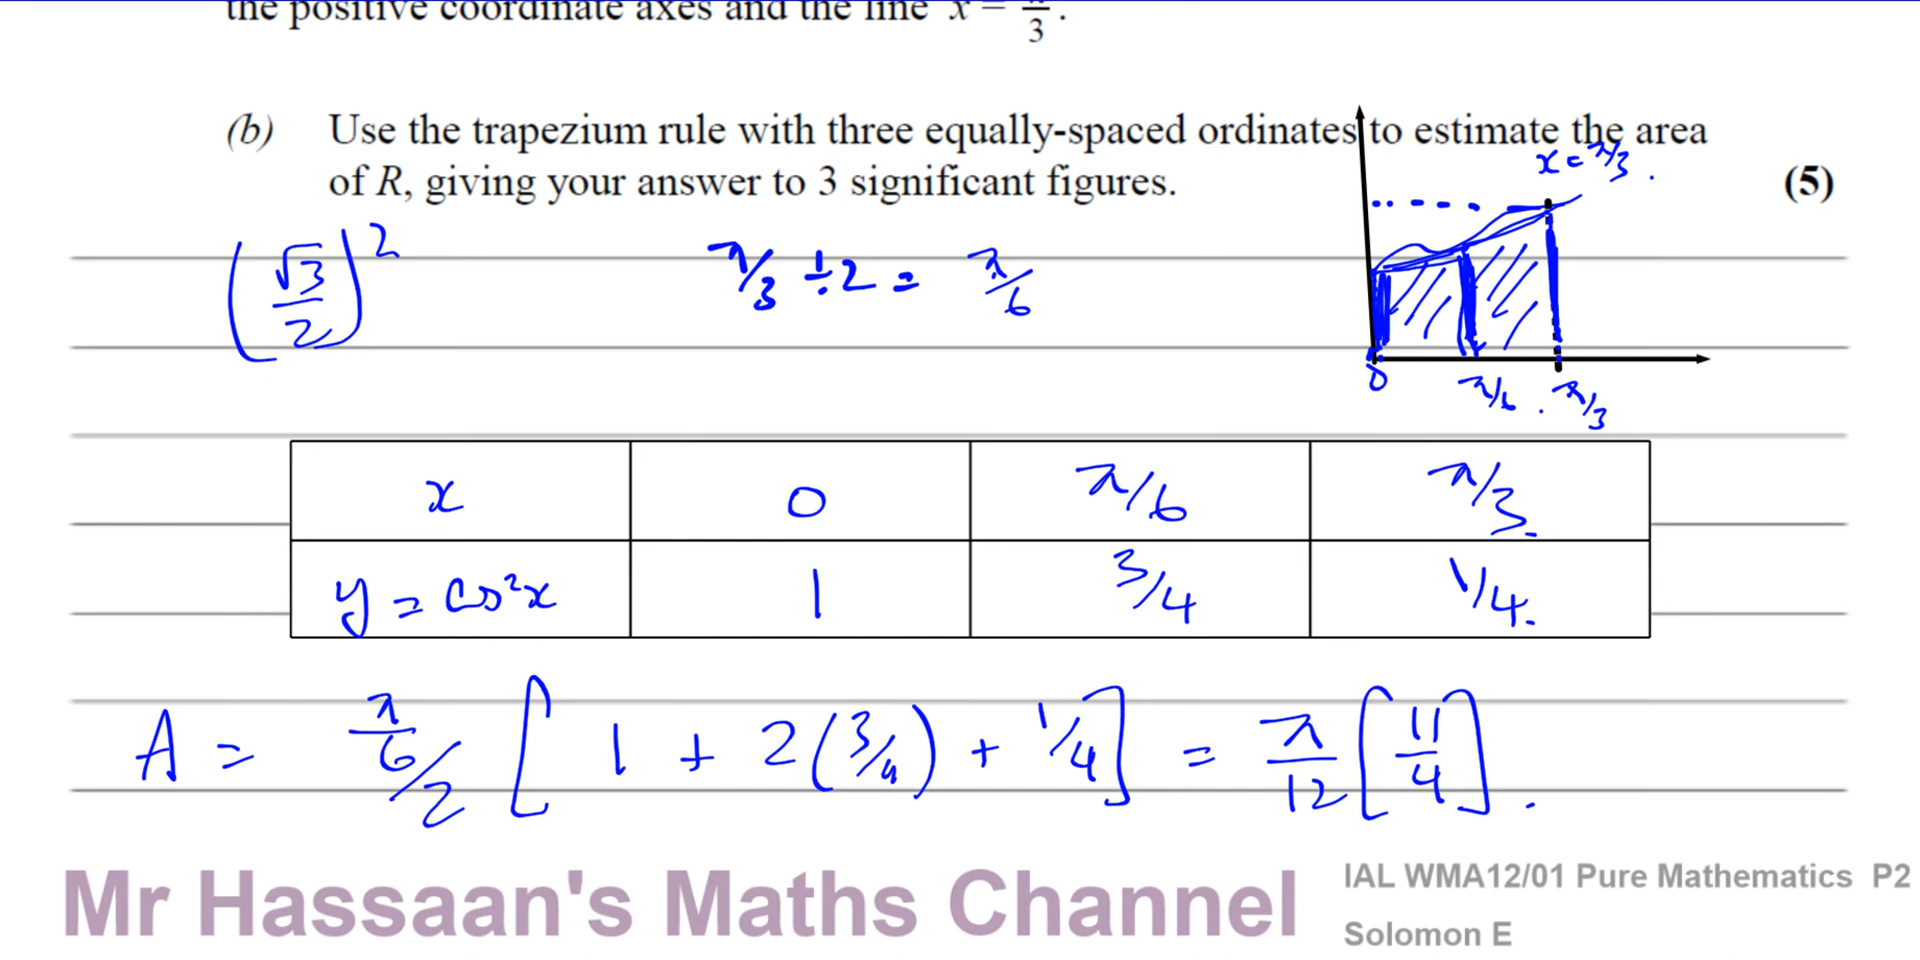 the positive coordinate axes and the line x = π/3.
(b) Use the trapezium rule with three equally-spaced ordinates to estimate the area
of R, giving your answer to 3 significant figures.
(5)
x = π/3.
(√3/2)²
π/3 ÷ 2 = π/6
0 π/6 . π/3
x 0 π/6 π/3
y = cos²x 1 3/4 1/4
A = π/6/2 [ 1 + 2(3/4) + 1/4 ] = π/12 [ 11/4 ].
Mr Hassaan's Maths Channel
IAL WMA12/01 Pure Mathematics P2
Solomon E